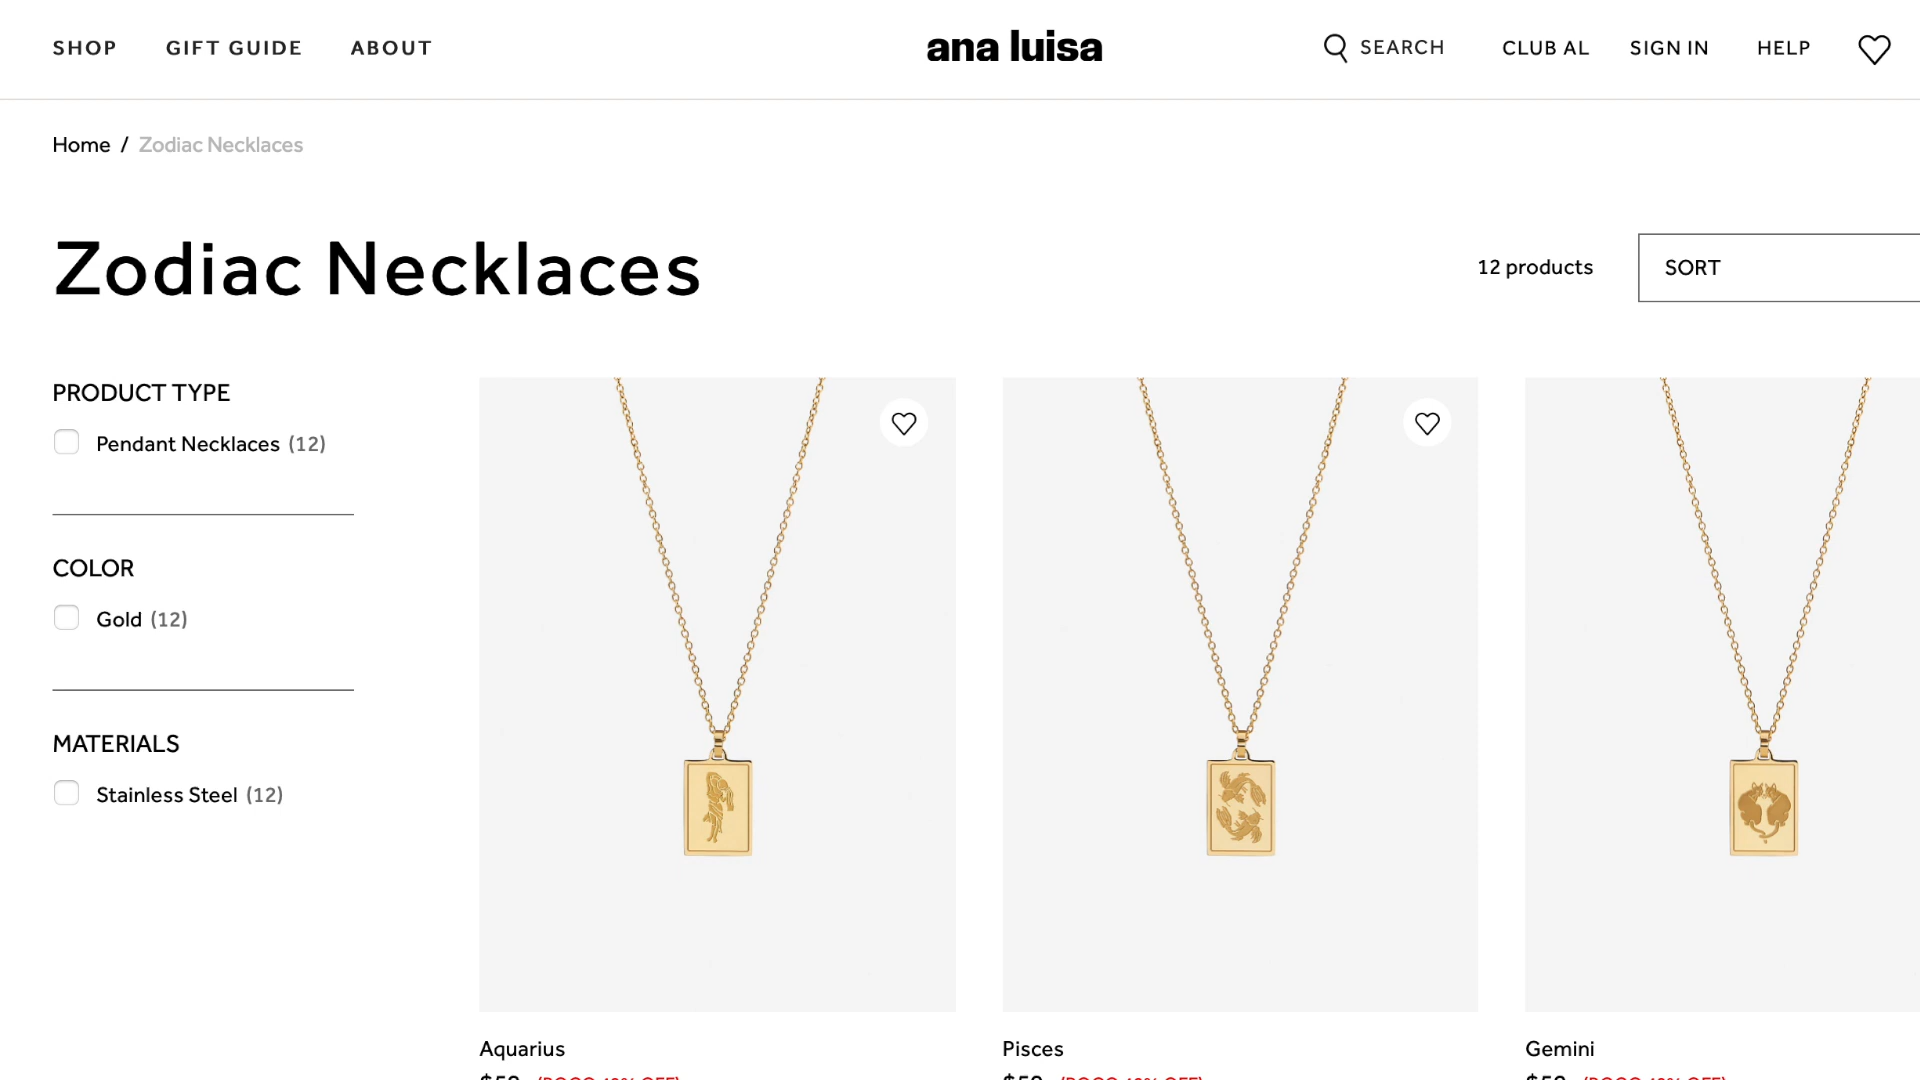 SHOP GIFT GUIDE ABOUT
ana luisa
SEARCH CLUB AL SIGN IN HELP
Home / Zodiac Necklaces
Zodiac Necklaces
12 products
SORT
PRODUCT TYPE
Pendant Necklaces (12)
COLOR
Gold (12)
MATERIALS
Stainless Steel (12)
Aquarius
Pisces
Gemini